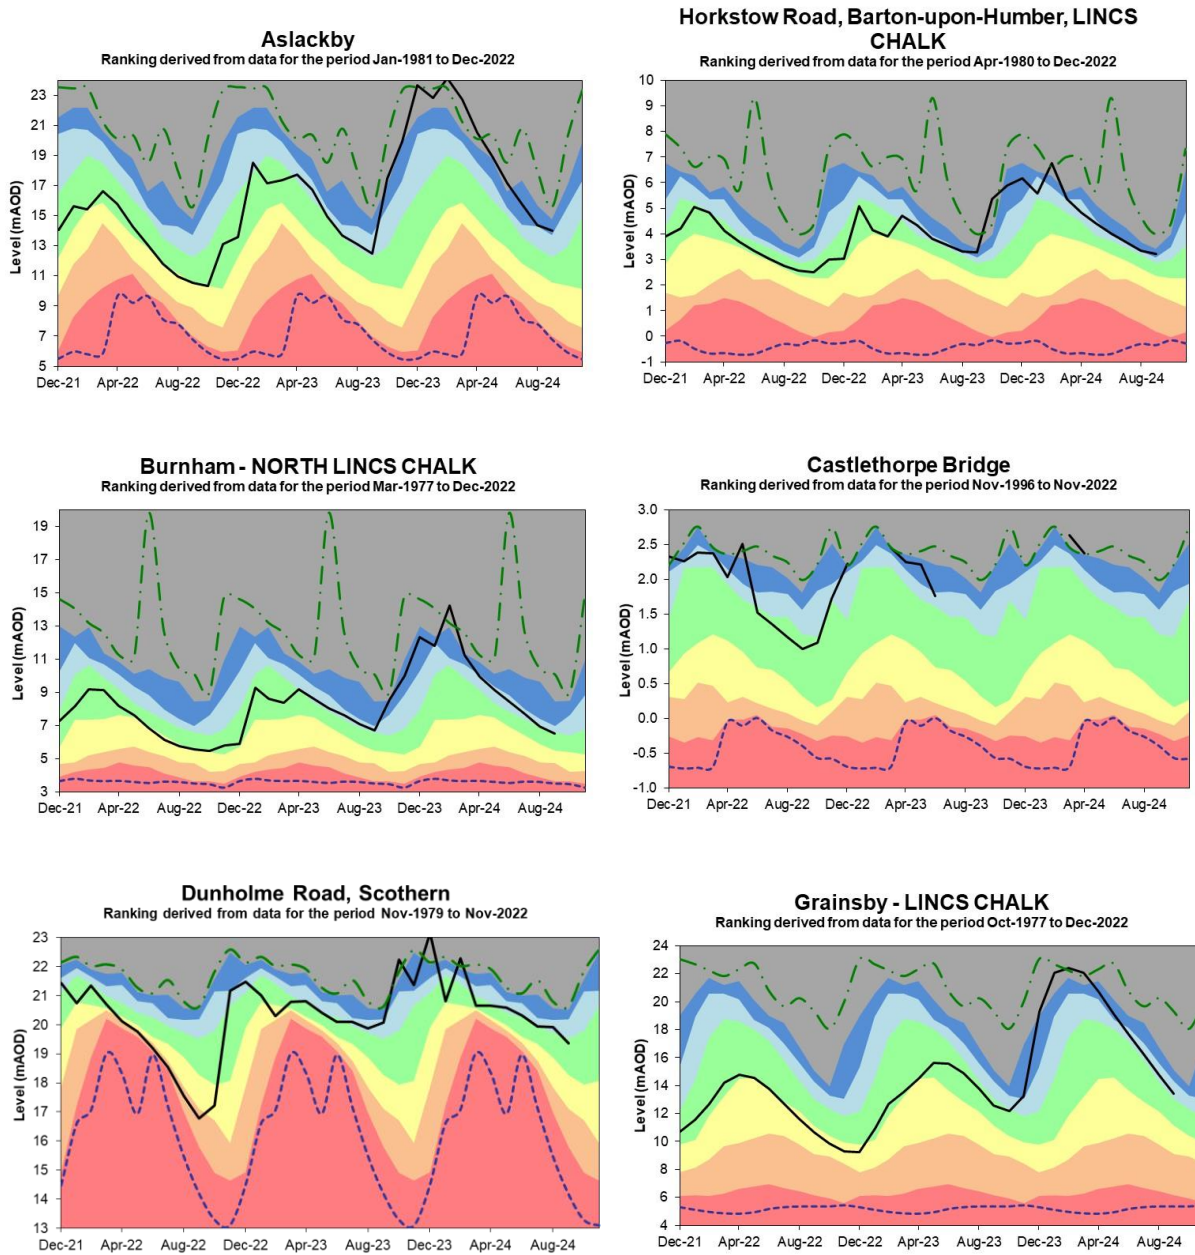 Aslackby
Ranking derived from data for the period Jan-1981 to Dec-2022
Level (mAOD)
23
21
19
17
15
13
11
9
7
5
Dec-21 Apr-22 Aug-22 Dec-22 Apr-23 Aug-23 Dec-23 Apr-24 Aug-24
Horkstow Road, Barton-upon-Humber, LINCS
CHALK
Ranking derived from data for the period Apr-1980 to Dec-2022
Level (mAOD)
10
9
8
7
6
5
4
3
2
1
0
-1
Dec-21 Apr-22 Aug-22 Dec-22 Apr-23 Aug-23 Dec-23 Apr-24 Aug-24
Burnham - NORTH LINCS CHALK
Ranking derived from data for the period Mar-1977 to Dec-2022
Level (mAOD)
19
17
15
13
11
9
7
5
3
Dec-21 Apr-22 Aug-22 Dec-22 Apr-23 Aug-23 Dec-23 Apr-24 Aug-24
Castlethorpe Bridge
Ranking derived from data for the period Nov-1996 to Nov-2022
Level (mAOD)
3.0
2.5
2.0
1.5
1.0
0.5
0.0
-0.5
-1.0
Dec-21 Apr-22 Aug-22 Dec-22 Apr-23 Aug-23 Dec-23 Apr-24 Aug-24
Dunholme Road, Scothern
Ranking derived from data for the period Nov-1979 to Nov-2022
Level (mAOD)
23
22
21
20
19
18
17
16
15
14
13
Dec-21 Apr-22 Aug-22 Dec-22 Apr-23 Aug-23 Dec-23 Apr-24 Aug-24
Grainsby - LINCS CHALK
Ranking derived from data for the period Oct-1977 to Dec-2022
Level (mAOD)
24
22
20
18
16
14
12
10
8
6
4
Dec-21 Apr-22 Aug-22 Dec-22 Apr-23 Aug-23 Dec-23 Apr-24 Aug-24